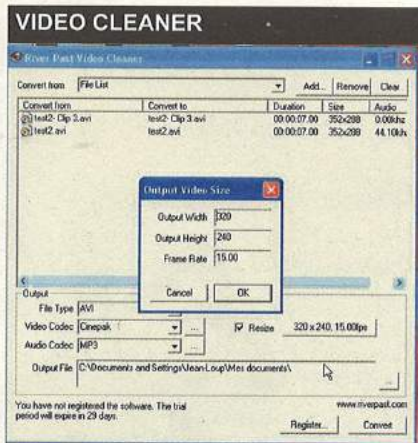 VIDEO CLEANER
River Past Video Cleaner
Convert from File List Add... Remove Clear
Convert from Convert to Duration Size Audio
test2- Clip 3.avi test2- Clip 3.avi 00:00:07.00 352x288 0.00khz
test2.avi test2.avi 00:00:07.00 352x288 44.10kh
Output Video Size
Output Width 320
Output Height 240
Frame Rate 15.00
Cancel OK
Output
File Type AVI
Video Codec Cinepak ... Resize 320 x 240, 15.00fps
Audio Codec MP3 ...
Output File C:\Documents and Settings\Jean-Loup\Mes documents\
...
You have not registered the software. The trial
period will expire in 29 days.
www.riverpast.com
Register... Convert